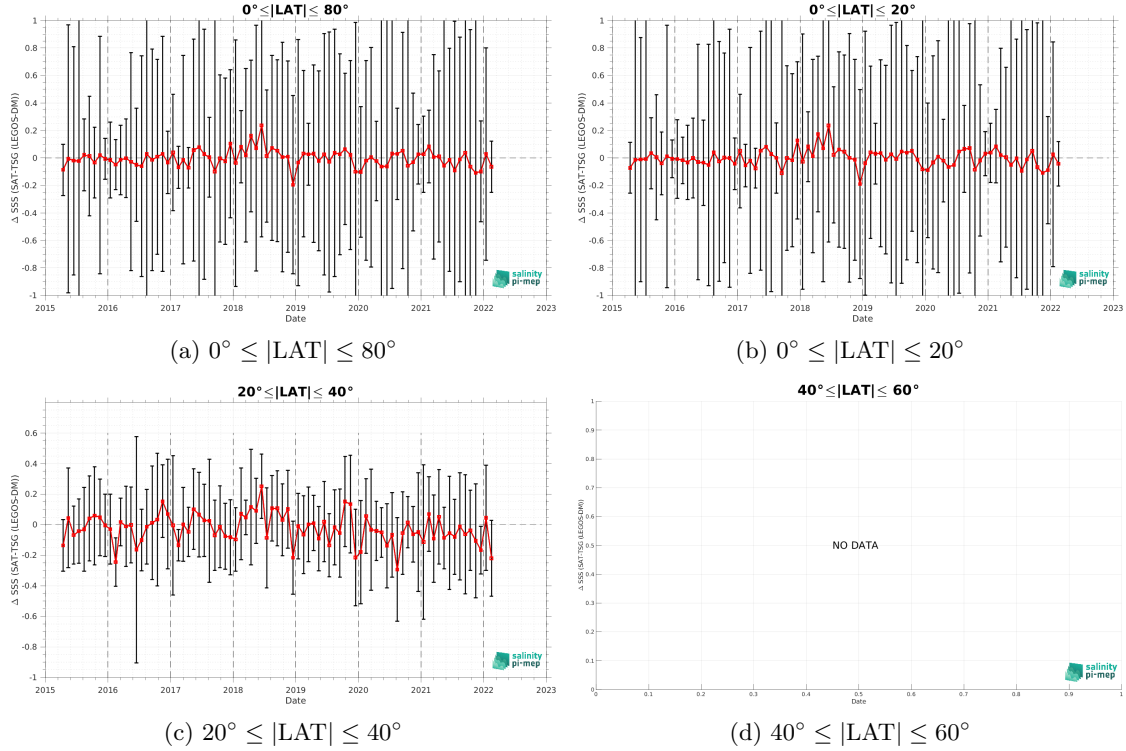 0°≤|LAT|≤ 80°
Δ SSS (SAT-TSG (LEGOS-DM))
1
0.8
0.6
0.4
0.2
0
-0.2
-0.4
-0.6
-0.8
-1
2015 2016 2017 2018 2019 2020 2021 2022 2023
Date
salinity
pi-mep
(a) 0° ≤ |LAT| ≤ 80°
0°≤|LAT|≤ 20°
Δ SSS (SAT-TSG (LEGOS-DM))
1
0.8
0.6
0.4
0.2
0
-0.2
-0.4
-0.6
-0.8
-1
2015 2016 2017 2018 2019 2020 2021 2022 2023
Date
salinity
pi-mep
(b) 0° ≤ |LAT| ≤ 20°
20°≤|LAT|≤ 40°
Δ SSS (SAT-TSG (LEGOS-DM))
0.6
0.4
0.2
0
-0.2
-0.4
-0.6
-0.8
-1
2015 2016 2017 2018 2019 2020 2021 2022 2023
Date
salinity
pi-mep
(c) 20° ≤ |LAT| ≤ 40°
40°≤|LAT|≤ 60°
Δ SSS (SAT-TSG (LEGOS-DM))
1
0.9
0.8
0.7
0.6
0.5
0.4
0.3
0.2
0.1
0
NO DATA
0 0.1 0.2 0.3 0.4 0.5 0.6 0.7 0.8 0.9 1
Date
salinity
pi-mep
(d) 40° ≤ |LAT| ≤ 60°